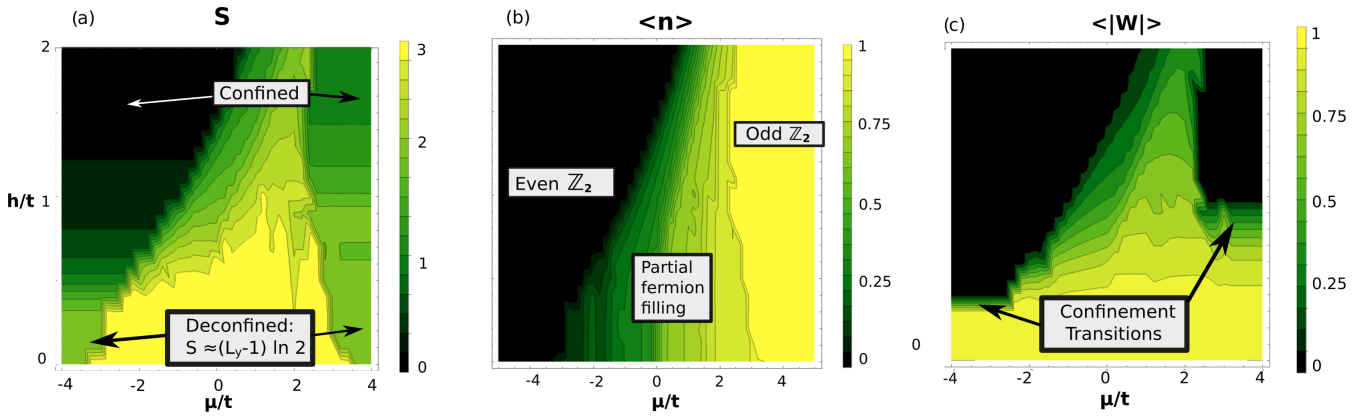 (a)
S
2
1
0
h/t
Confined
Deconfined:
S ≈(Ly-1) ln 2
-4
-2
0
2
4
μ/t
3
2
1
0
(b)
<n>
Even ℤ₂
Odd ℤ₂
Partial
fermion
filling
-4
-2
0
2
4
μ/t
1
0.75
0.5
0.25
0
(c)
<|W|>
Confinement
Transitions
0
-4
-2
0
2
4
μ/t
1
0.75
0.5
0.25
0